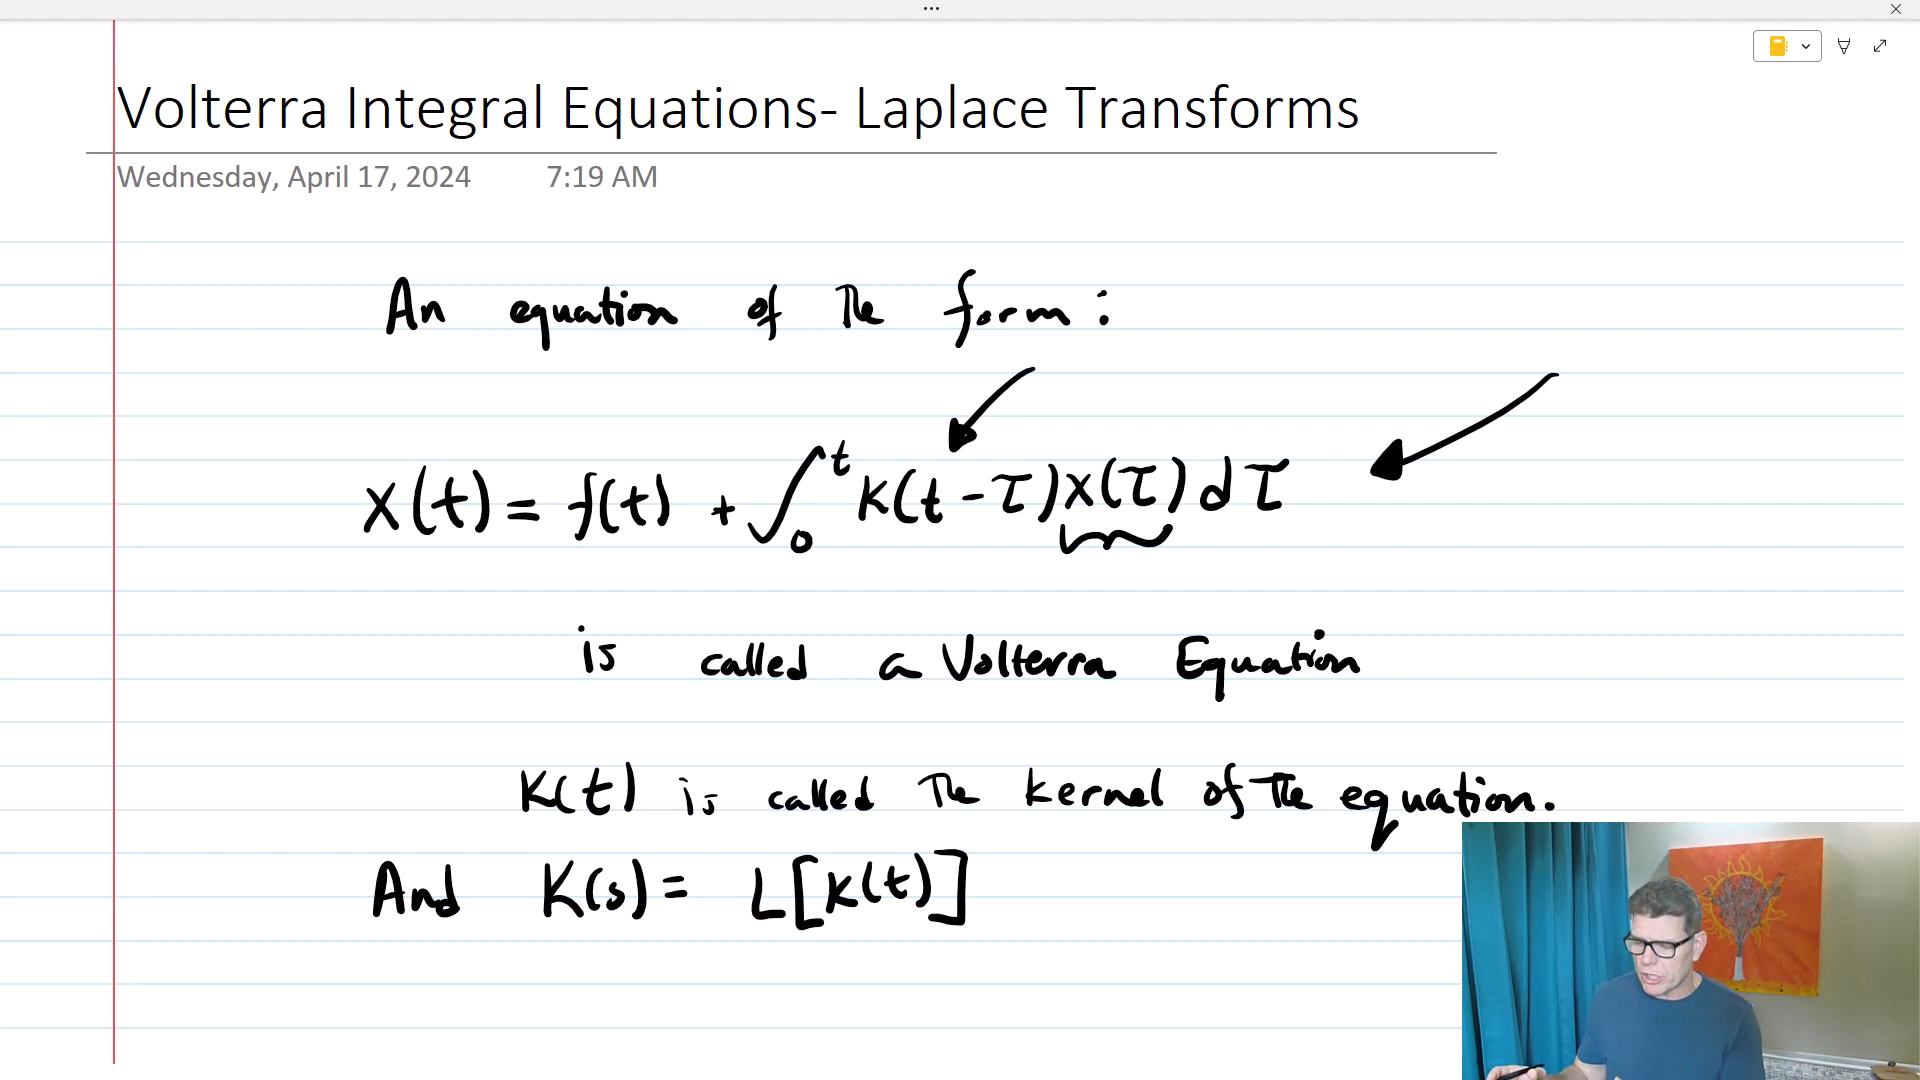 Volterra Integral Equations- Laplace Transforms
Wednesday, April 17, 2024 7:19 AM
An equation of the form:
x(t) = f(t) + ∫₀ᵗ K(t-τ)x(τ)dτ
is called a Volterra Equation
K(t) is called the kernel of the equation.
And K(s) = L[K(t)]